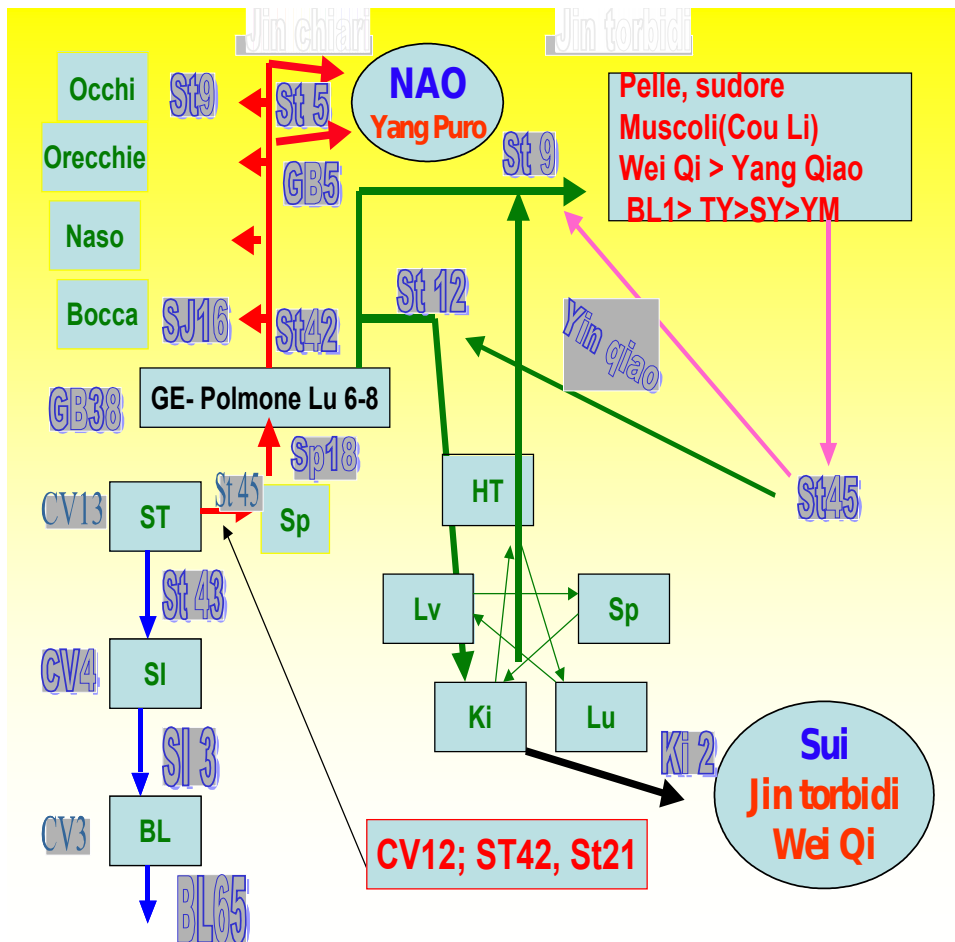 Jin chiari
Jin torbidi
Occhi
St9
St 5
NAO
Yang Puro
Pelle, sudore
Muscoli(Cou Li)
Wei Qi > Yang Qiao
BL1> TY>SY>YM
Orecchie
GB5
St 9
Naso
Bocca
SJ16
St42
St 12
Yin qiao
GB38
GE- Polmone Lu 6-8
Sp18
CV13
ST
St 45
Sp
HT
St45
St 43
Lv
Sp
CV4
SI
Ki
Lu
SI 3
Ki 2
Sui
Jin torbidi
Wei Qi
CV3
BL
CV12; ST42, St21
BL65